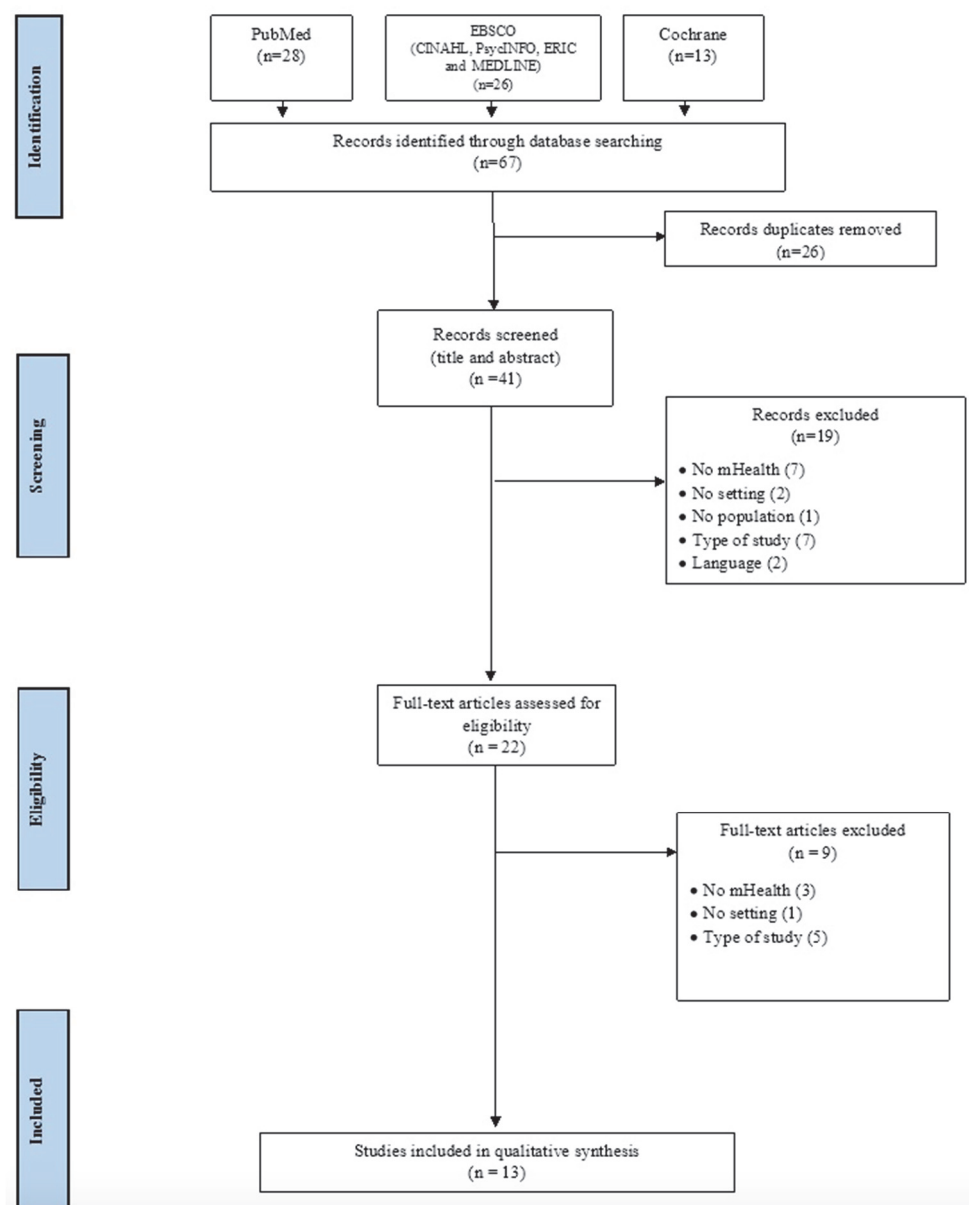 Identification
PubMed
(n=28)
EBSCO
(CINAHL, PsycINFO, ERIC
and MEDLINE)
(n=26)
Cochrane
(n=13)
Records identified through database searching
(n=67)
Records duplicates removed
(n=26)
Screening
Records screened
(title and abstract)
(n =41)
Records excluded
(n=19)
• No mHealth (7)
• No setting (2)
• No population (1)
• Type of study (7)
• Language (2)
Eligibility
Full-text articles assessed for
eligibility
(n = 22)
Full-text articles excluded
(n = 9)
• No mHealth (3)
• No setting (1)
• Type of study (5)
Included
Studies included in qualitative synthesis
(n = 13)